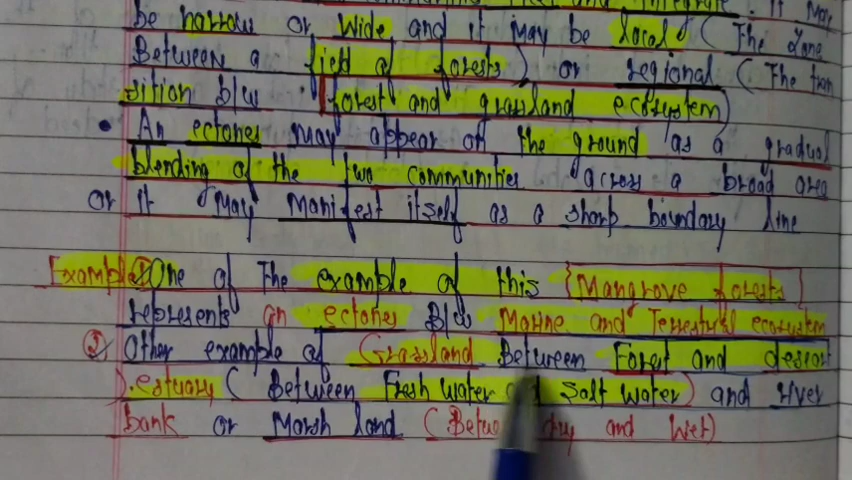 be narrow or wide and it may be local ( The zone
Between a field of forests) or regional ( The tran
sition b/w (forest and grassland ecosystem)
• An ectones may appear on the ground as a gradual
blending of the two communities across a broad area
or it may manifest itself as a sharp boundary line
Example ① One of The example of this [Mangrove forests]
represents an ectones B/w Marine and Terrestrial ecosystem
② Other example of Grassland Between Forest and desert
). estuary ( Between Fresh water and Salt water) and river
bank or Marsh land ( dry and Wet)